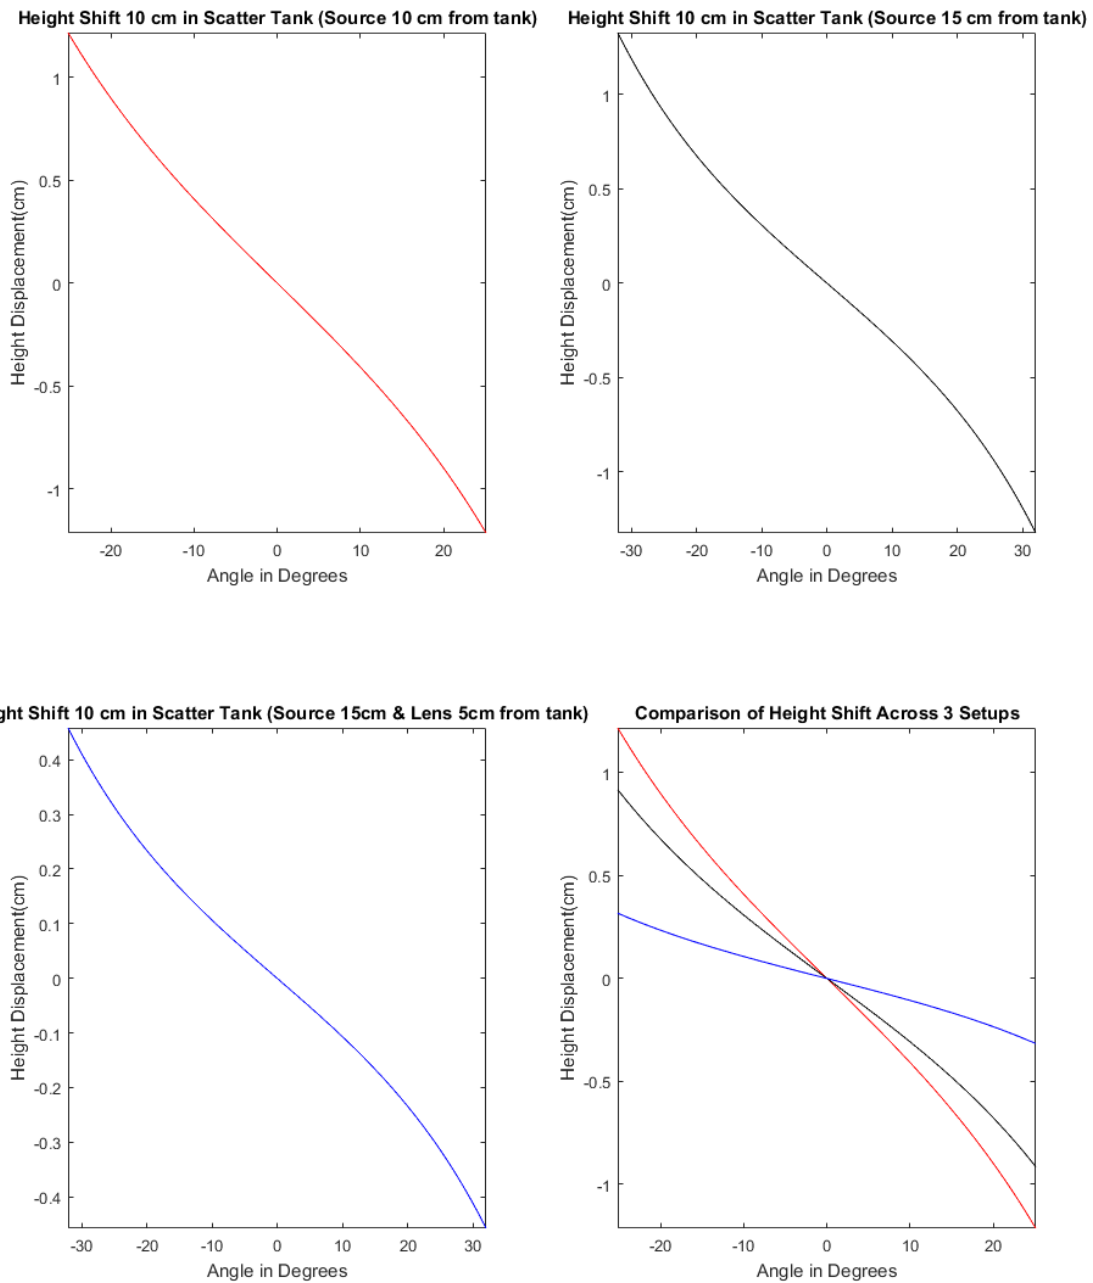 Height Shift 10 cm in Scatter Tank (Source 10 cm from tank)
1
0.5
0
-0.5
-1
Height Displacement(cm)
-20 -10 0 10 20
Angle in Degrees
Height Shift 10 cm in Scatter Tank (Source 15 cm from tank)
1
0.5
0
-0.5
-1
Height Displacement(cm)
-30 -20 -10 0 10 20 30
Angle in Degrees
ght Shift 10 cm in Scatter Tank (Source 15cm & Lens 5cm from tank)
0.4
0.3
0.2
0.1
0
-0.1
-0.2
-0.3
-0.4
Height Displacement(cm)
-30 -20 -10 0 10 20 30
Angle in Degrees
Comparison of Height Shift Across 3 Setups
1
0.5
0
-0.5
-1
Height Displacement(cm)
-20 -10 0 10 20
Angle in Degrees